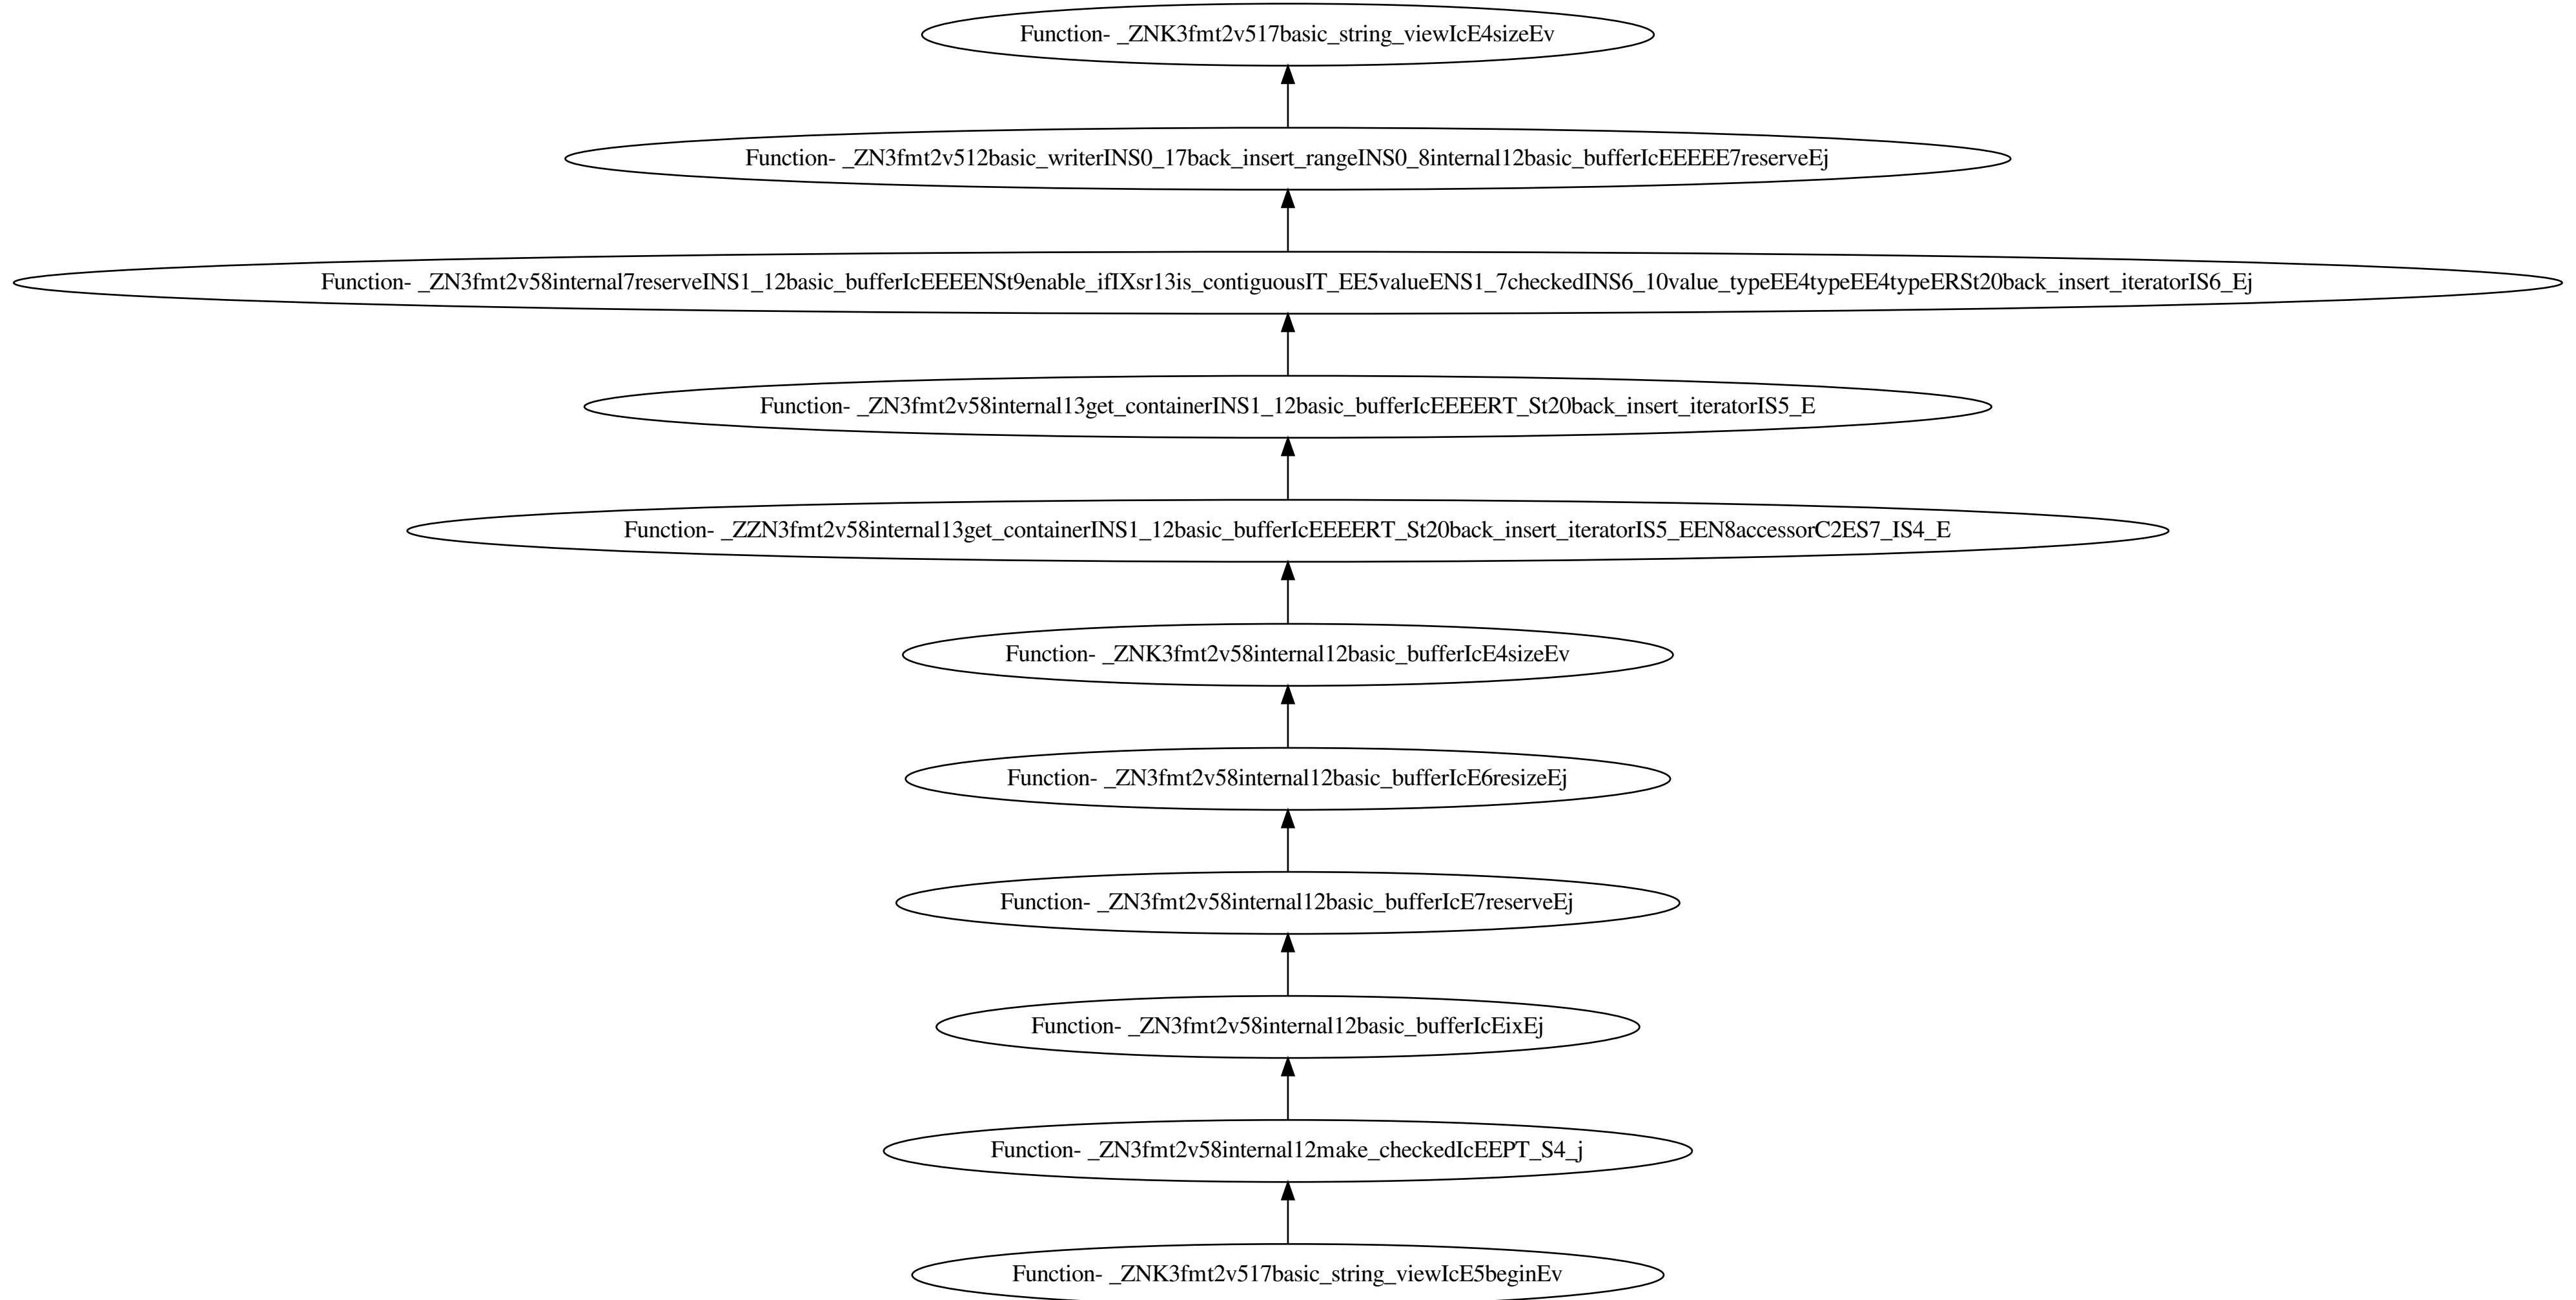 Function- _ZNK3fmt2v517basic_string_viewIcE4sizeEv
Function- _ZN3fmt2v512basic_writerINS0_17back_insert_rangeINS0_8internal12basic_bufferIcEEEEE7reserveEj
Function- _ZN3fmt2v58internal7reserveINS1_12basic_bufferIcEEEENSt9enable_ifIXsr13is_contiguousIT_EE5valueENS1_7checkedINS6_10value_typeEE4typeEE4typeERSt20back_insert_iteratorIS6_Ej
Function- _ZN3fmt2v58internal13get_containerINS1_12basic_bufferIcEEEERT_St20back_insert_iteratorIS5_E
Function- _ZZN3fmt2v58internal13get_containerINS1_12basic_bufferIcEEEERT_St20back_insert_iteratorIS5_EEN8accessorC2ES7_IS4_E
Function- _ZNK3fmt2v58internal12basic_bufferIcE4sizeEv
Function- _ZN3fmt2v58internal12basic_bufferIcE6resizeEj
Function- _ZN3fmt2v58internal12basic_bufferIcE7reserveEj
Function- _ZN3fmt2v58internal12basic_bufferIcEixEj
Function- _ZN3fmt2v58internal12make_checkedIcEEPT_S4_j
Function- _ZNK3fmt2v517basic_string_viewIcE5beginEv